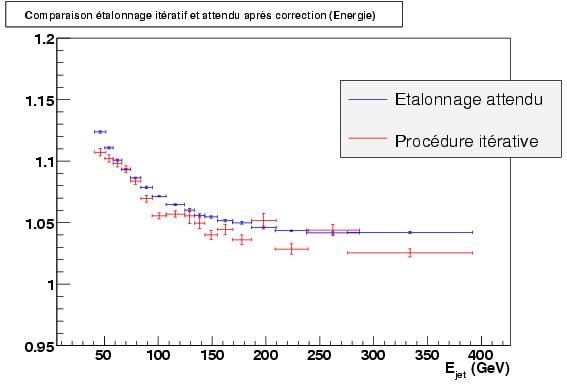 Comparaison étalonnage itératif et attendu après correction (Energie)
1.2
1.15
1.1
1.05
1
0.95
Etalonnage attendu
Procédure itérative
50 100 150 200 250 300 350 400
E jet (GeV)